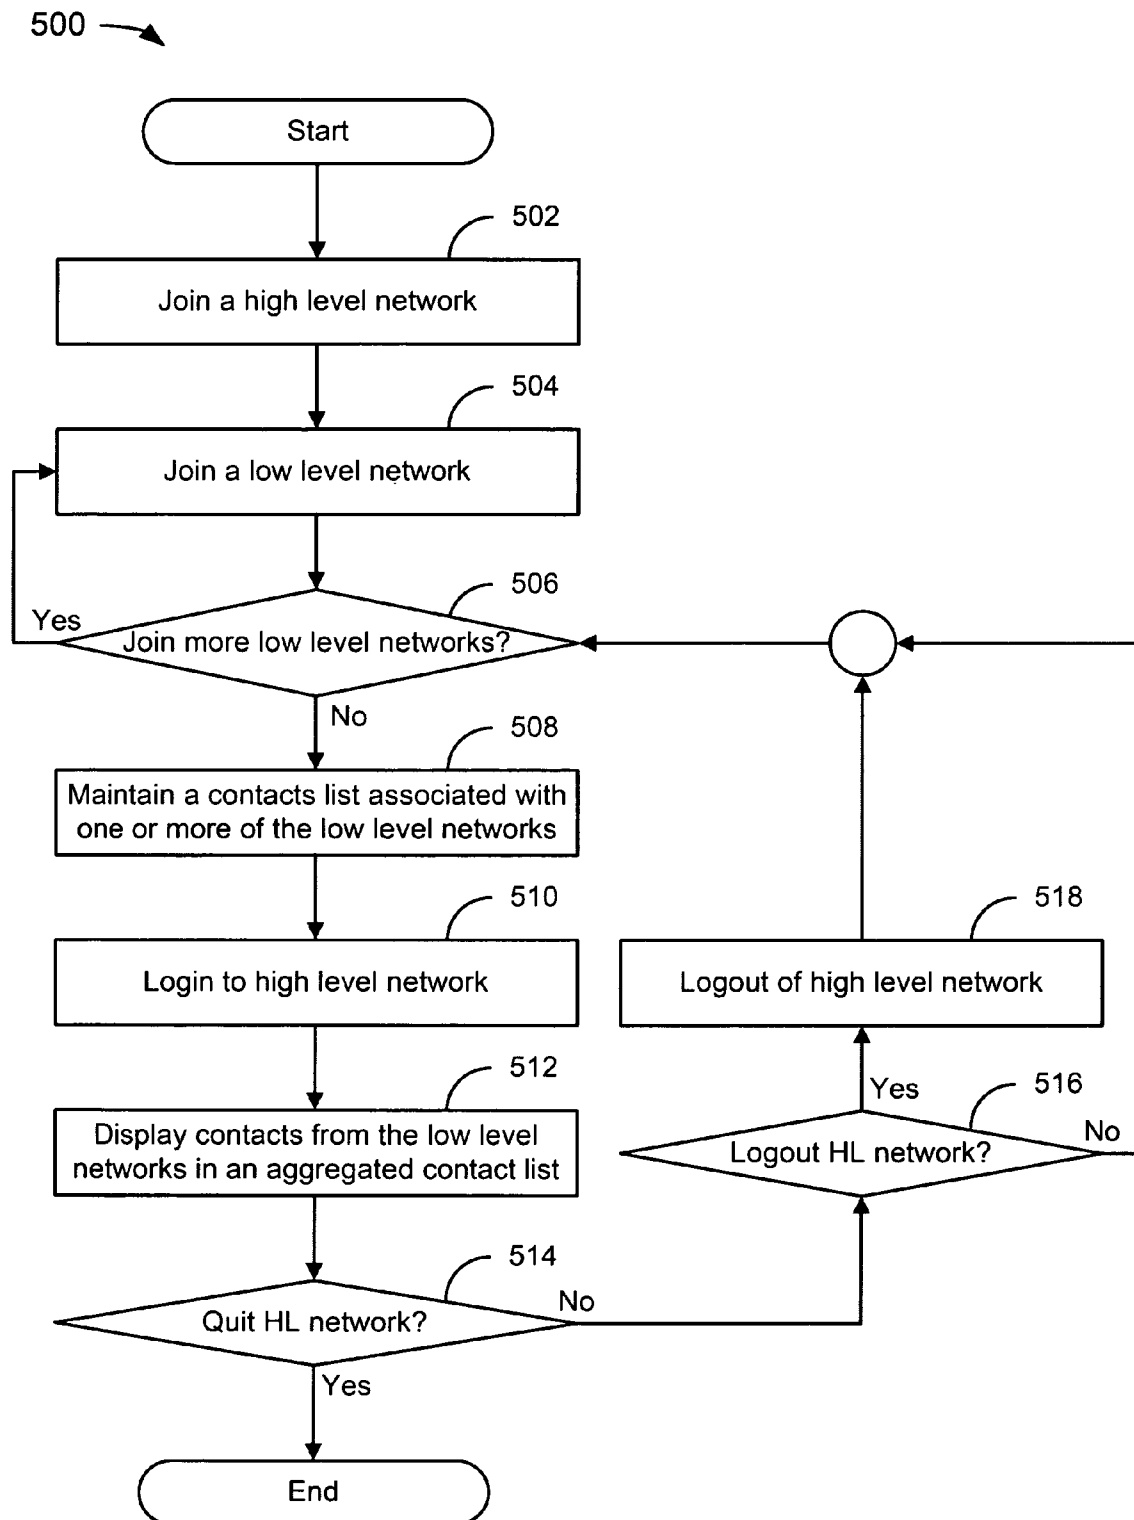 500
Start
502
Join a high level network
504
Join a low level network
506
Yes
Join more low level networks?
No
508
Maintain a contacts list associated with
one or more of the low level networks
510
Login to high level network
518
Logout of high level network
512
Display contacts from the low level
networks in an aggregated contact list
Yes
516
Logout HL network?
No
514
Quit HL network?
No
Yes
End